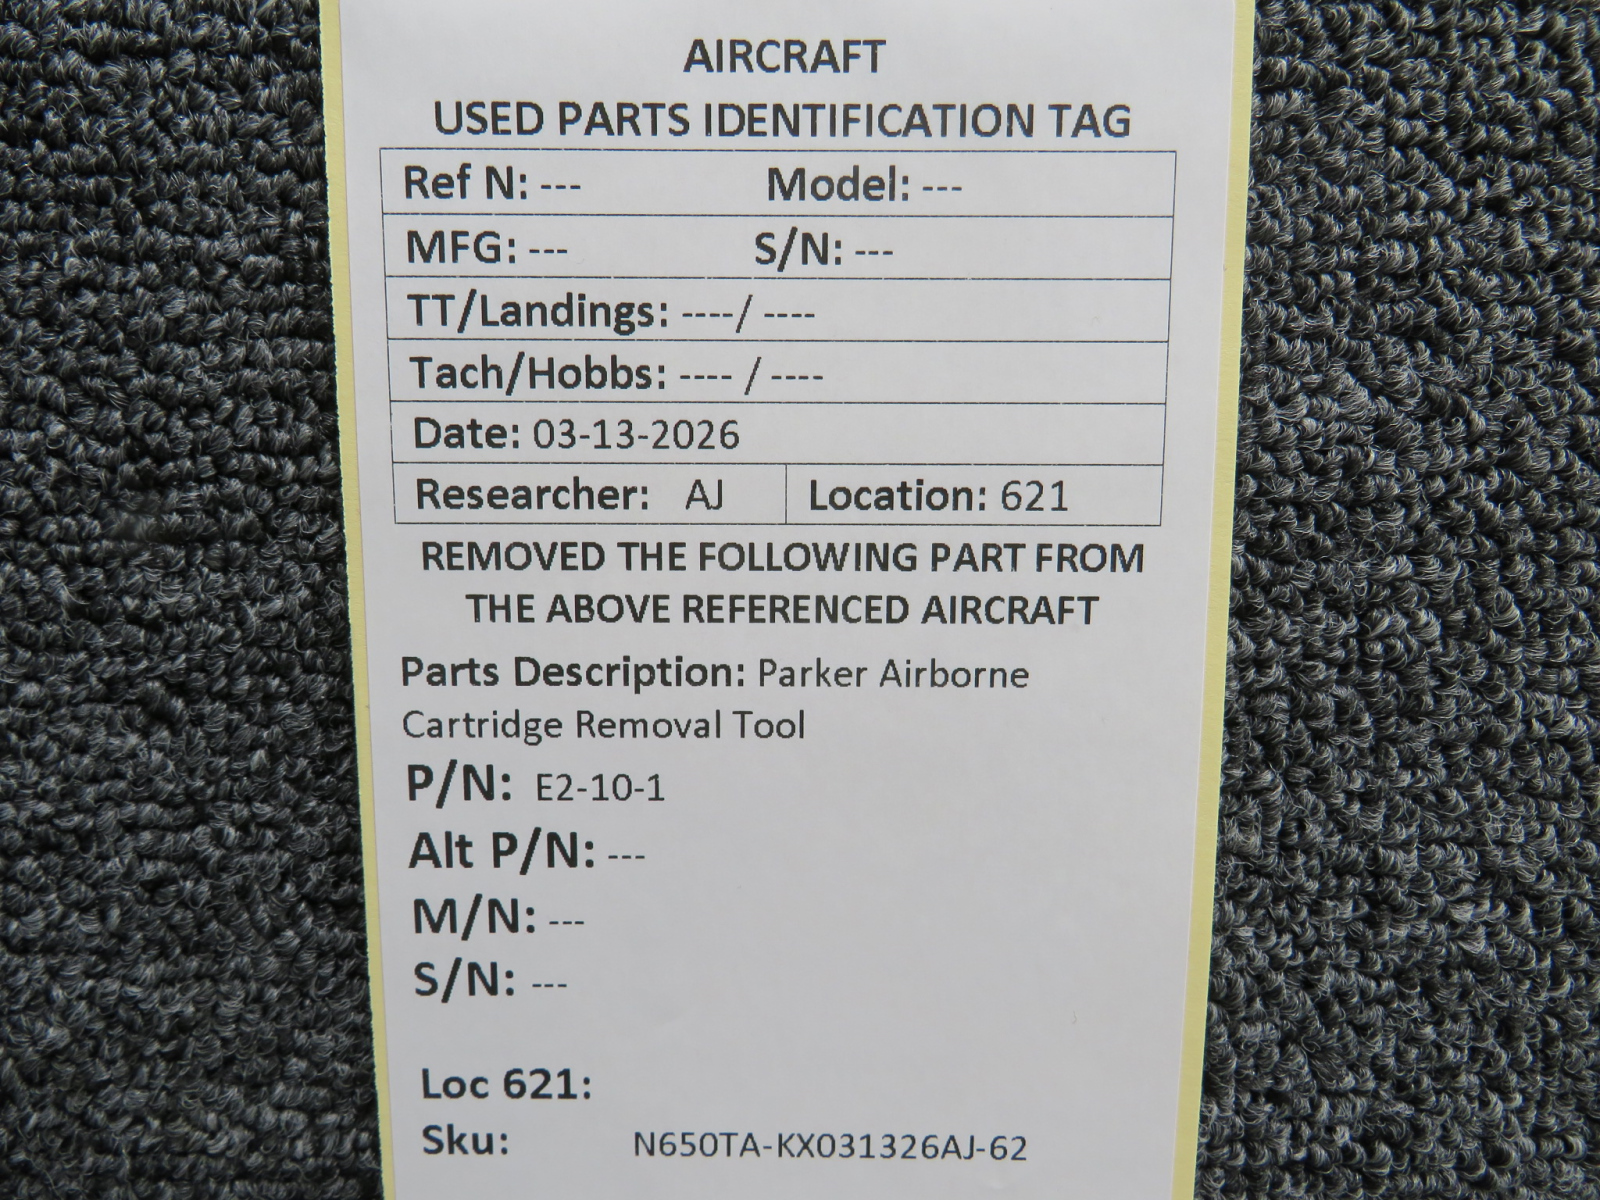 AIRCRAFT
USED PARTS IDENTIFICATION TAG
Ref N: --- Model: ---
MFG: --- S/N: ---
TT/Landings: ----/ ----
Tach/Hobbs: ---- / ----
Date: 03-13-2026
Researcher: AJ Location: 621
REMOVED THE FOLLOWING PART FROM
THE ABOVE REFERENCED AIRCRAFT
Parts Description: Parker Airborne
Cartridge Removal Tool
P/N: E2-10-1
Alt P/N: ---
M/N: ---
S/N: ---
Loc 621:
Sku: N650TA-KX031326AJ-62